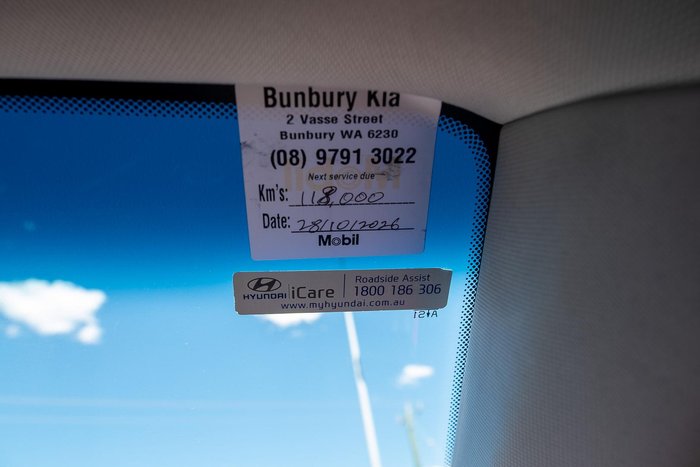 Bunbury Kia
2 Vasse Street
Bunbury WA 6230
(08) 9791 3022
Next service due
Km's: 118,000
Date: 28/10/2026
Mobil
HYUNDAI iCare Roadside Assist
1800 186 306
www.myhyundai.com.au